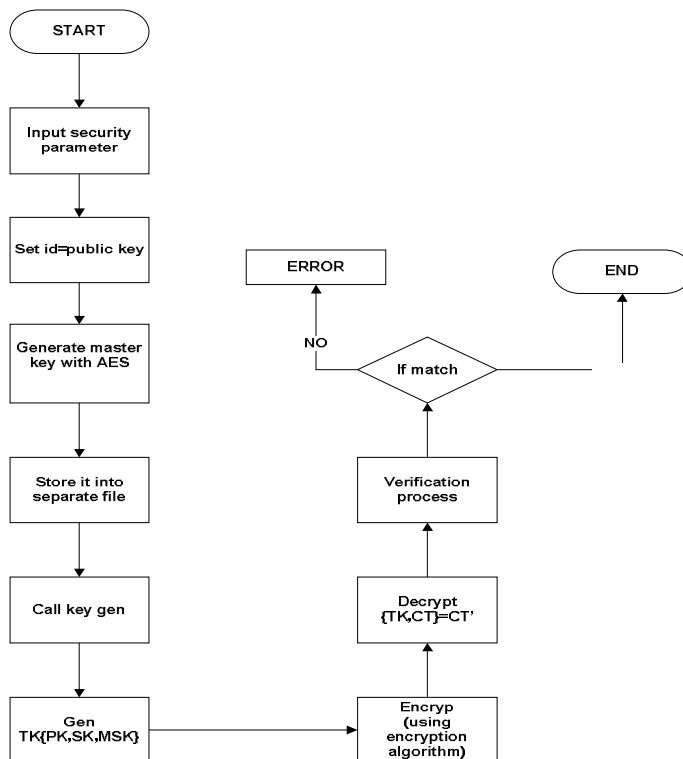 START
Input security
parameter
Set id=public key
Generate master
key with AES
Store it into
separate file
Call key gen
Gen
TK{PK,SK,MSK}
Encryp
(using
encryption
algorithm)
Decrypt
{TK,CT}=CT'
Verification
process
If match
NO
ERROR
END